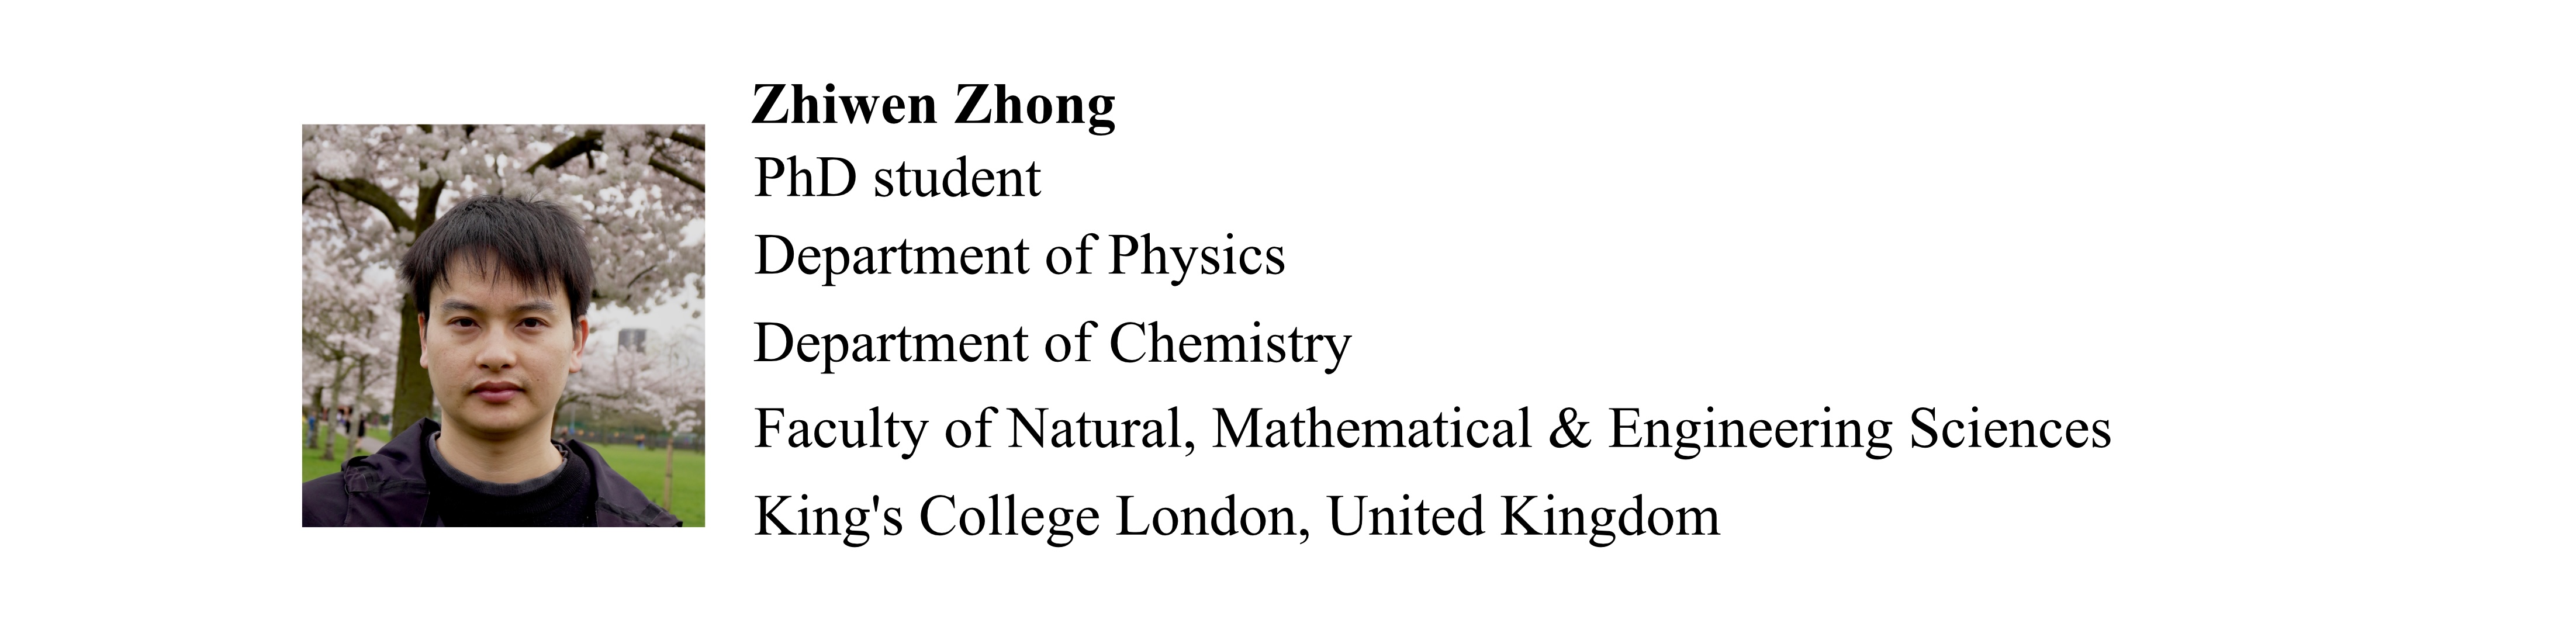 Zhiwen Zhong
PhD student
Department of Physics
Department of Chemistry
Faculty of Natural, Mathematical & Engineering Sciences
King's College London, United Kingdom